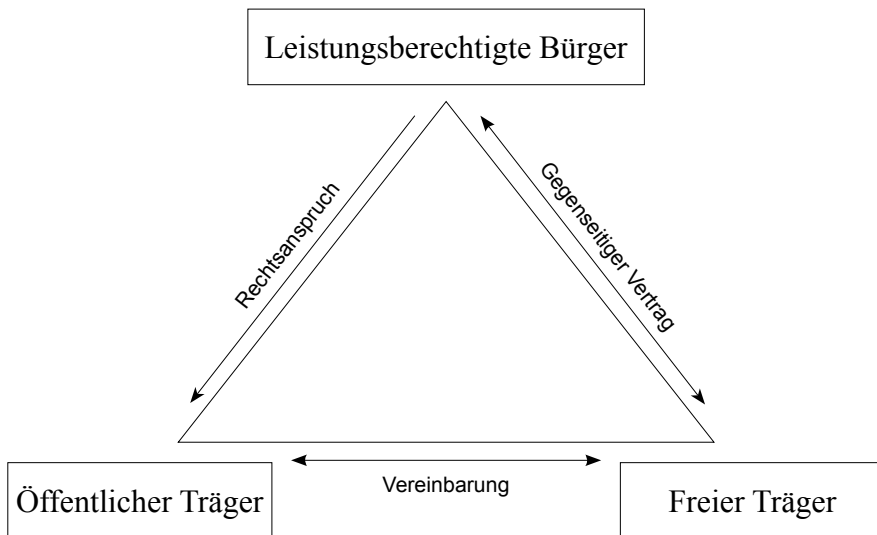 Leistungsberechtigte Bürger
Rechtsanspruch
Gegenseitiger Vertrag
Vereinbarung
Öffentlicher Träger
Freier Träger